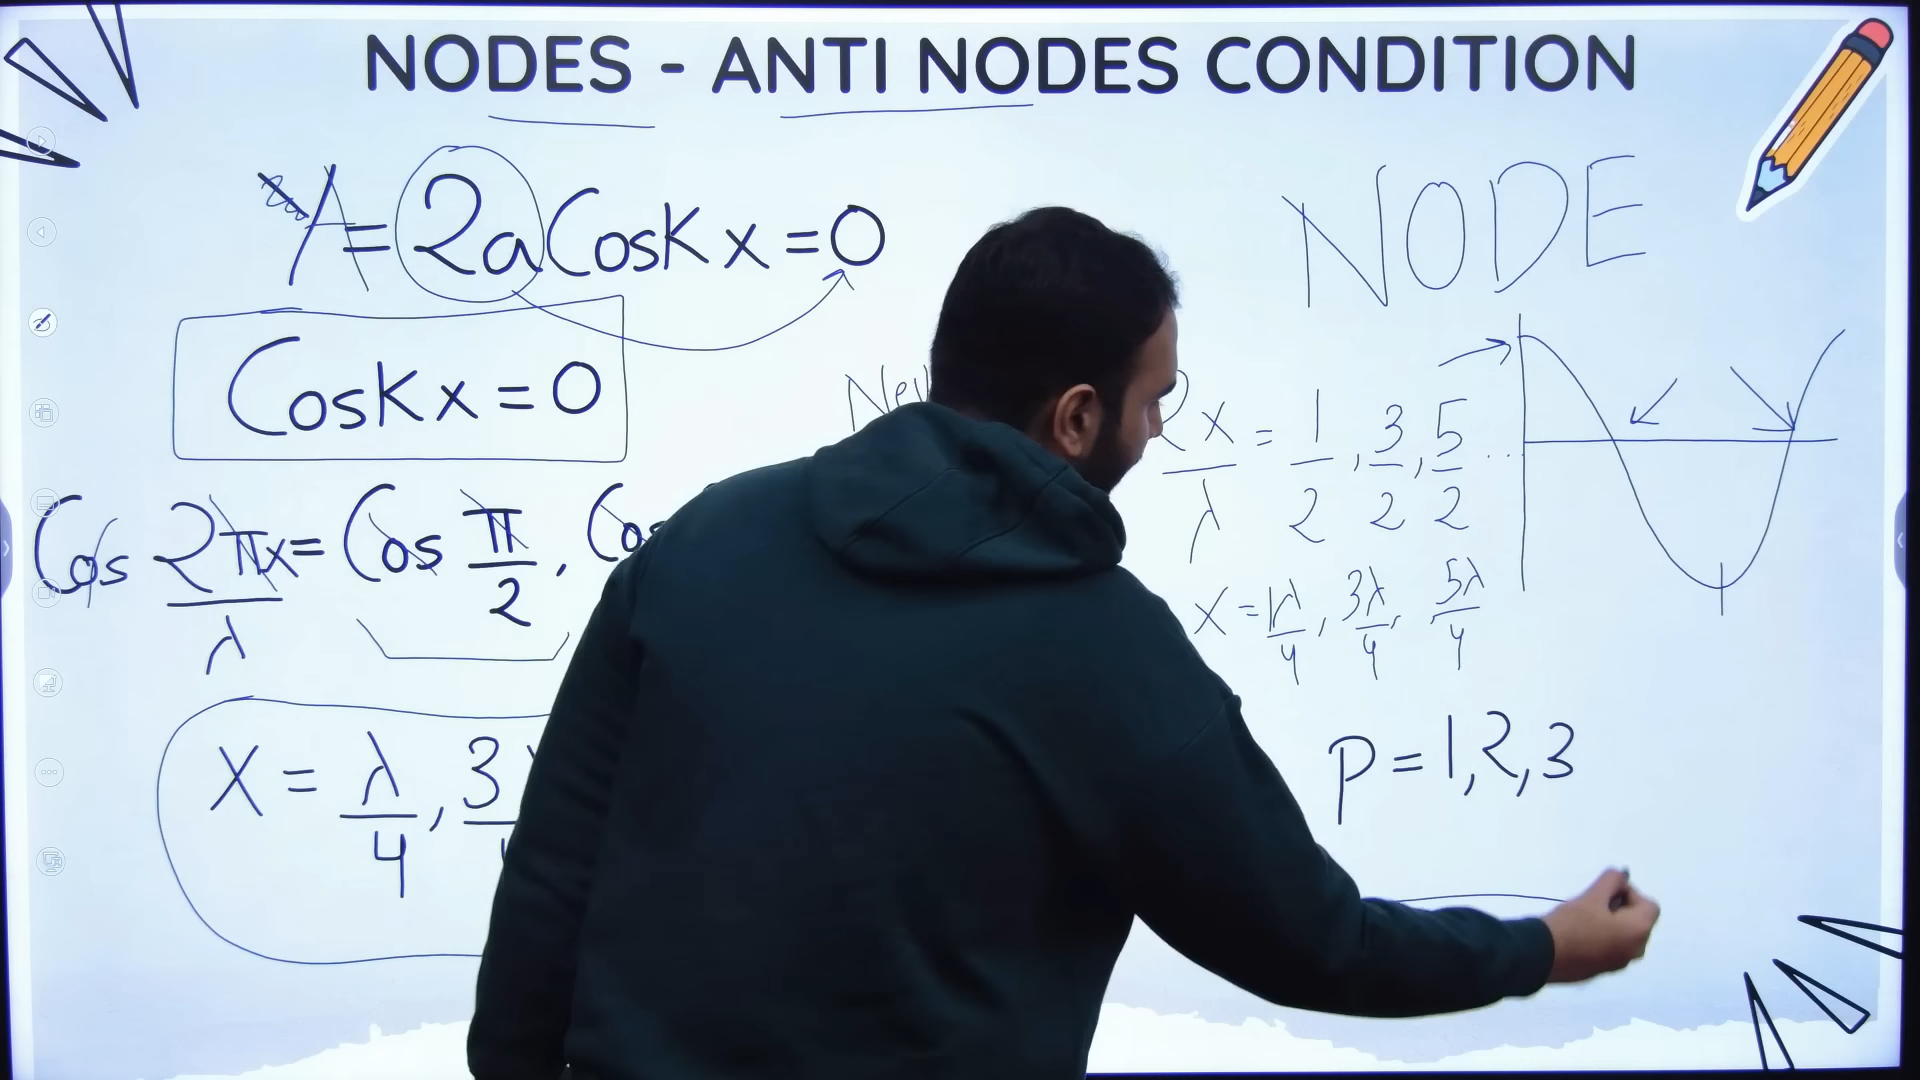 NODES - ANTI NODES CONDITION
A = 2a Cos K x = 0
Cos K x = 0
Cos 2πx/λ = Cos π/2,
x = λ/4, 3
NODE
2x/λ = 1/2, 3/2, 5/2 ...
x = 1λ/4, 3λ/4, 5λ/4
P = 1, 2, 3